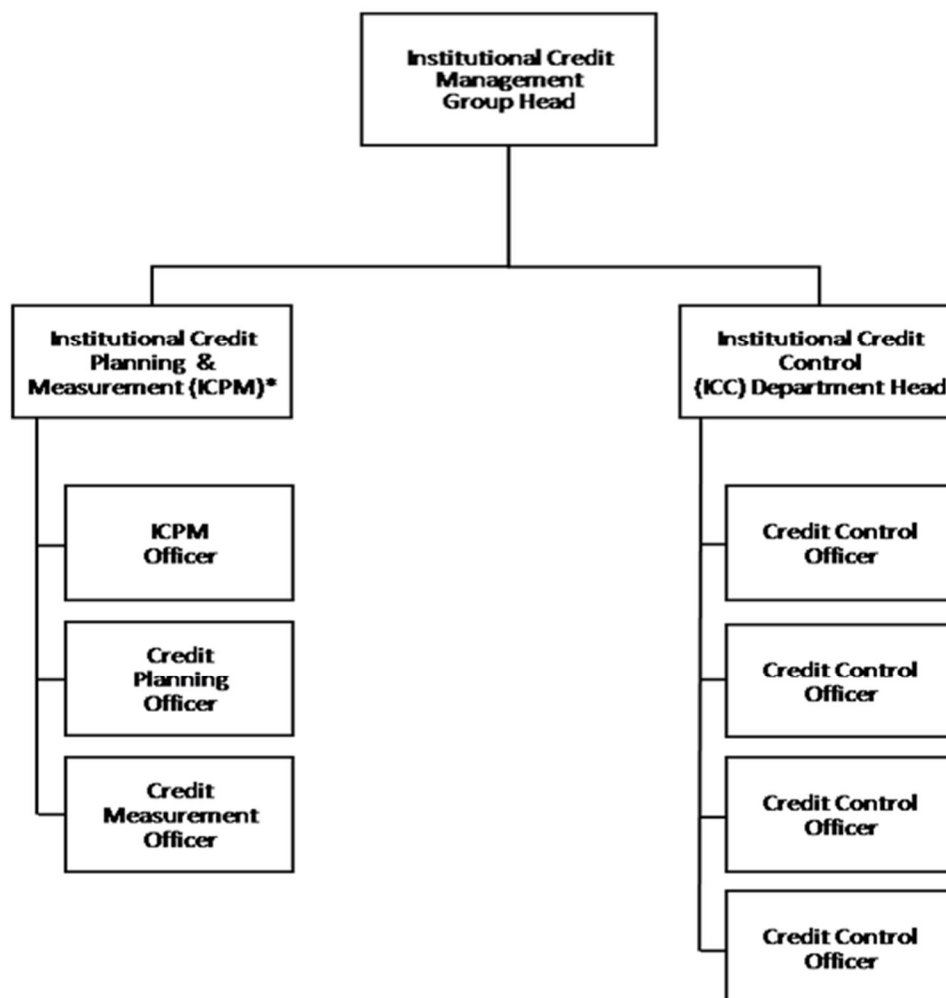 Institutional Credit
Management
Group Head
Institutional Credit
Planning &
Measurement (ICPM)*
ICPM
Officer
Credit
Planning
Officer
Credit
Measurement
Officer
Institutional Credit
Control
(ICC) Department Head
Credit Control
Officer
Credit Control
Officer
Credit Control
Officer
Credit Control
Officer